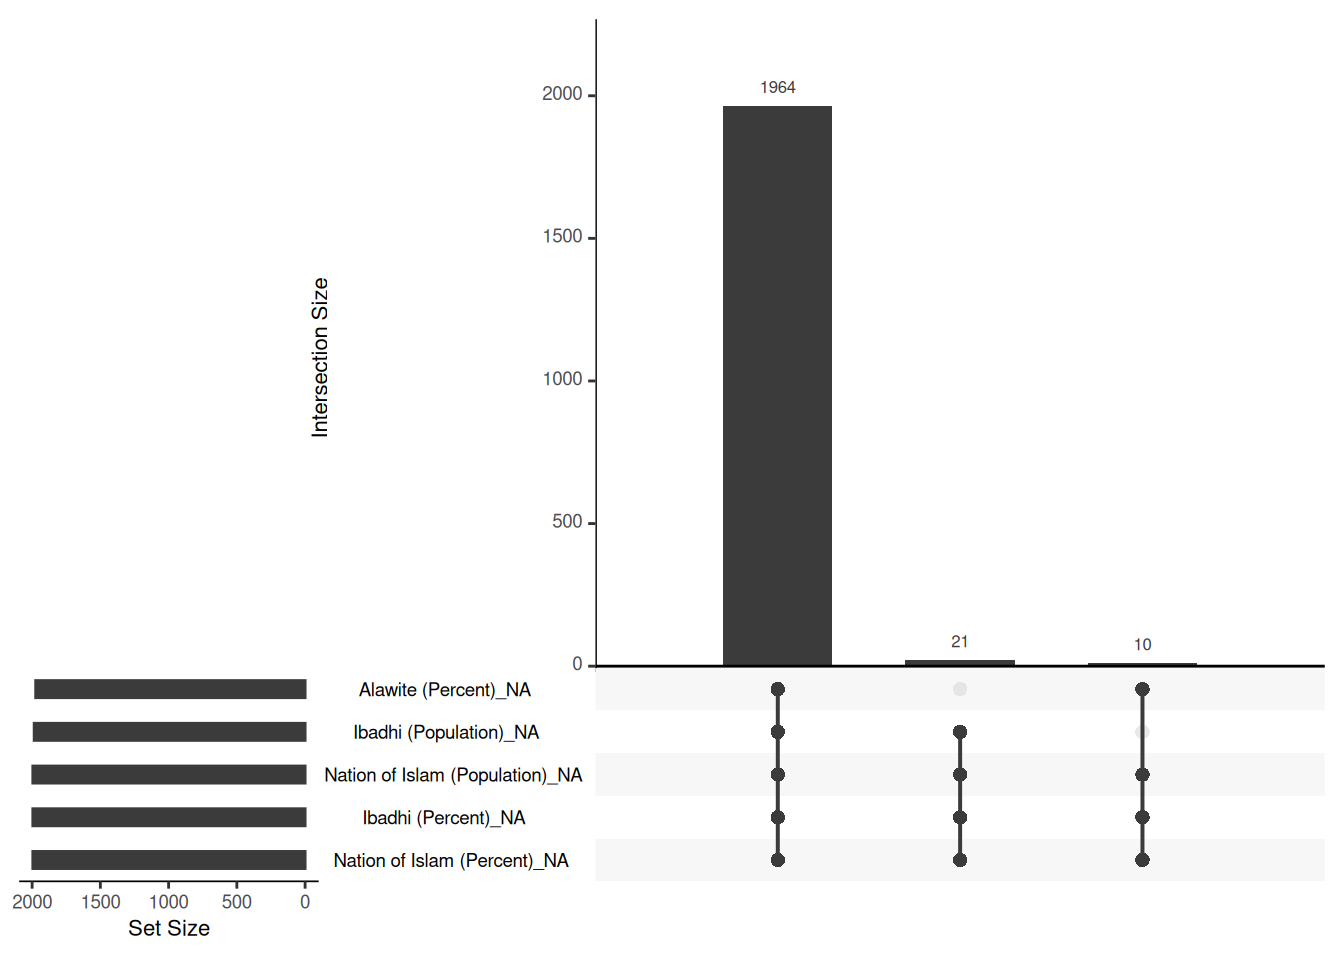 1964
2000
1500
1000
500
0
Intersection Size
21
10
Alawite (Percent)_NA
Ibadhi (Population)_NA
Nation of Islam (Population)_NA
Ibadhi (Percent)_NA
Nation of Islam (Percent)_NA
2000 1500 1000 500 0
Set Size